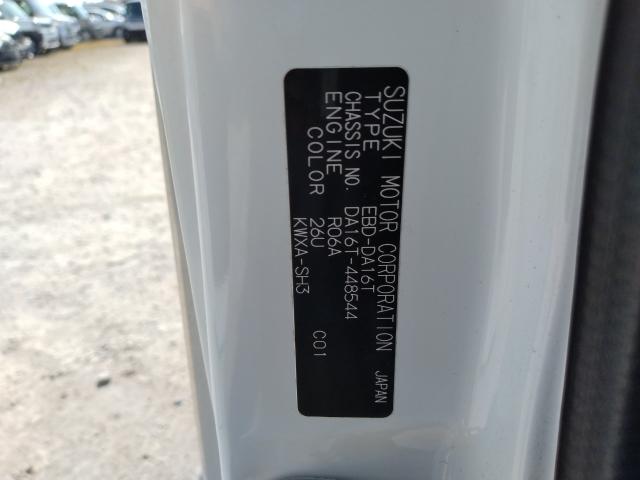 SUZUKI MOTOR CORPORATION JAPAN
TYPE EBD-DA16T
CHASSIS NO. DA16T-448544
ENGINE R06A
COLOR 26U C01
KWXA-SH3